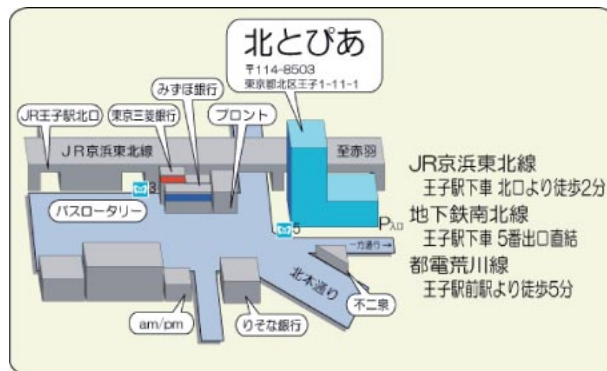 北とぴあ
〒114-8503
東京都北区王子1-11-1
みずほ銀行
JR王子駅北口
東京三菱銀行
プロント
JR京浜東北線
至赤羽
3
バスロータリー
5
P入口
一方通行→
北本通り
不二泉
am/pm
りそな銀行
JR京浜東北線
王子駅下車 北口より徒歩2分
地下鉄南北線
王子駅下車 5番出口直結
都電荒川線
王子駅前駅より徒歩5分